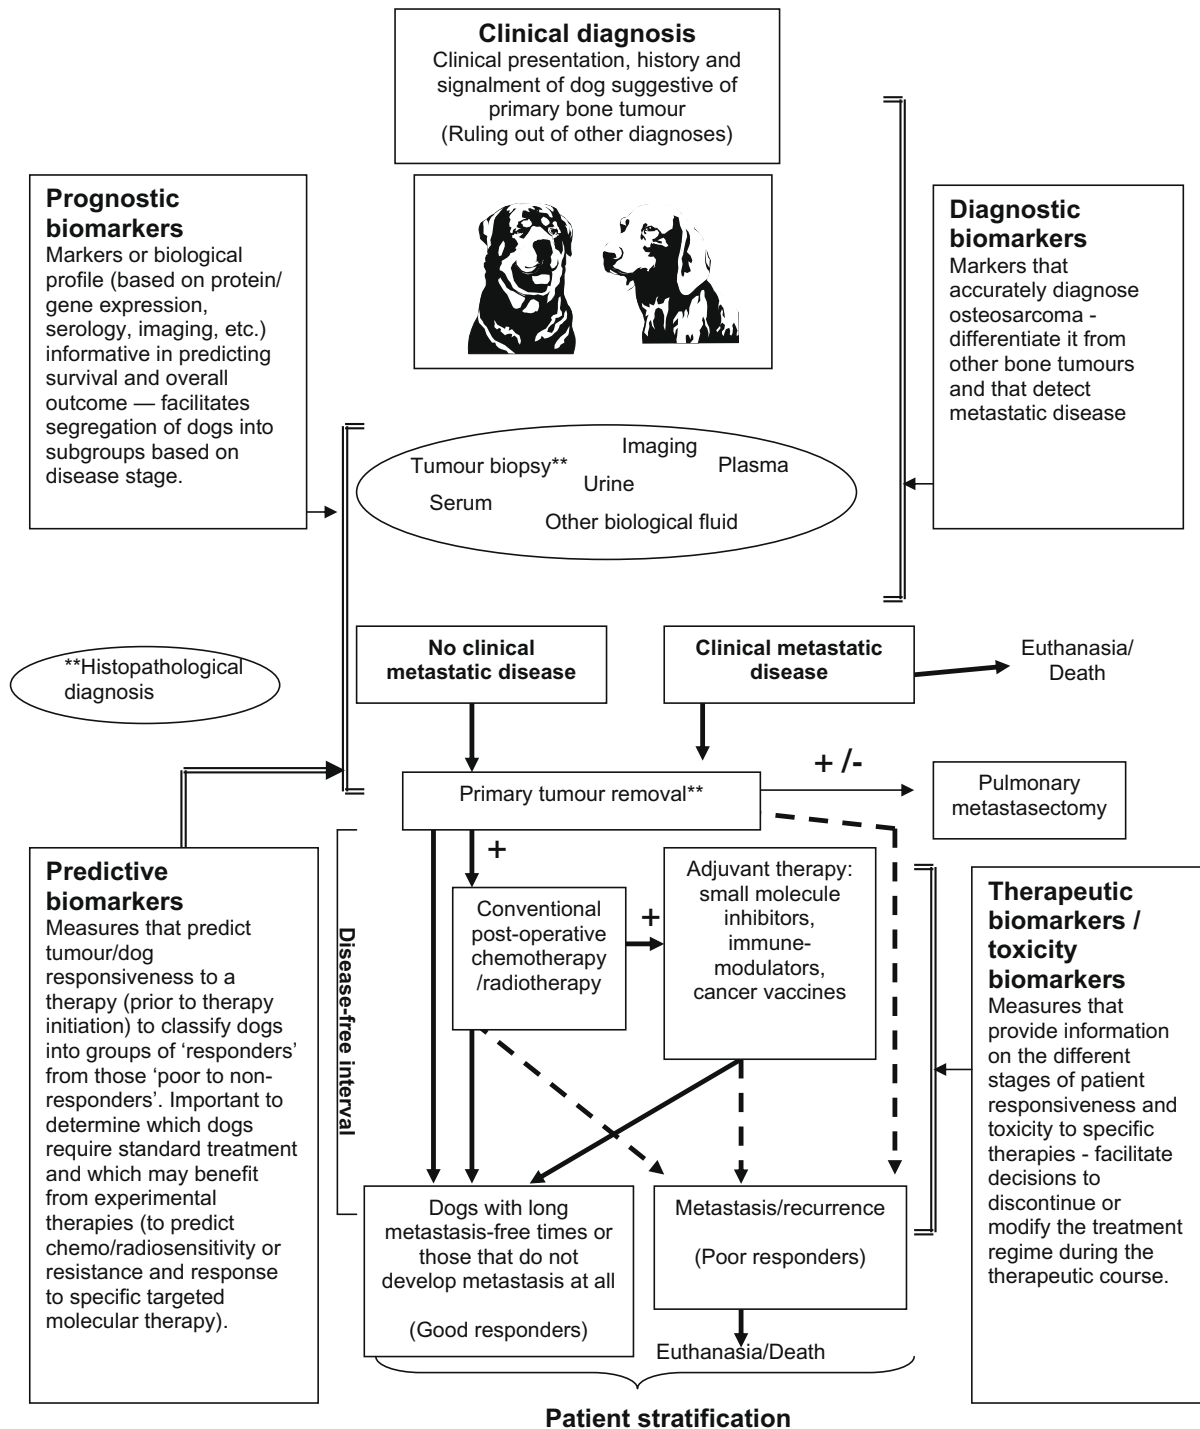 Clinical diagnosis
Clinical presentation, history and
signalment of dog suggestive of
primary bone tumour
(Ruling out of other diagnoses)
Prognostic
biomarkers
Markers or biological
profile (based on protein/
gene expression,
serology, imaging, etc.)
informative in predicting
survival and overall
outcome — facilitates
segregation of dogs into
subgroups based on
disease stage.
Diagnostic
biomarkers
Markers that
accurately diagnose
osteosarcoma -
differentiate it from
other bone tumours
and that detect
metastatic disease
Imaging
Tumour biopsy**
Plasma
Urine
Serum
Other biological fluid
**Histopathological
diagnosis
No clinical
metastatic disease
Clinical metastatic
disease
Euthanasia/
Death
+ /-
Primary tumour removal**
Pulmonary
metastasectomy
Predictive
biomarkers
Measures that predict
tumour/dog
responsiveness to a
therapy (prior to therapy
initiation) to classify dogs
into groups of ‘responders’
from those ‘poor to non-
responders’. Important to
determine which dogs
require standard treatment
and which may benefit
from experimental
therapies (to predict
chemo/radiosensitivity or
resistance and response
to specific targeted
molecular therapy).
Disease-free interval
+
Conventional
post-operative
chemotherapy
/radiotherapy
+
Adjuvant therapy:
small molecule
inhibitors,
immune-
modulators,
cancer vaccines
Therapeutic
biomarkers /
toxicity
biomarkers
Measures that
provide information
on the different
stages of patient
responsiveness and
toxicity to specific
therapies - facilitate
decisions to
discontinue or
modify the treatment
regime during the
therapeutic course.
Dogs with long
metastasis-free times or
those that do not
develop metastasis at all
(Good responders)
Metastasis/recurrence
(Poor responders)
Euthanasia/Death
Patient stratification